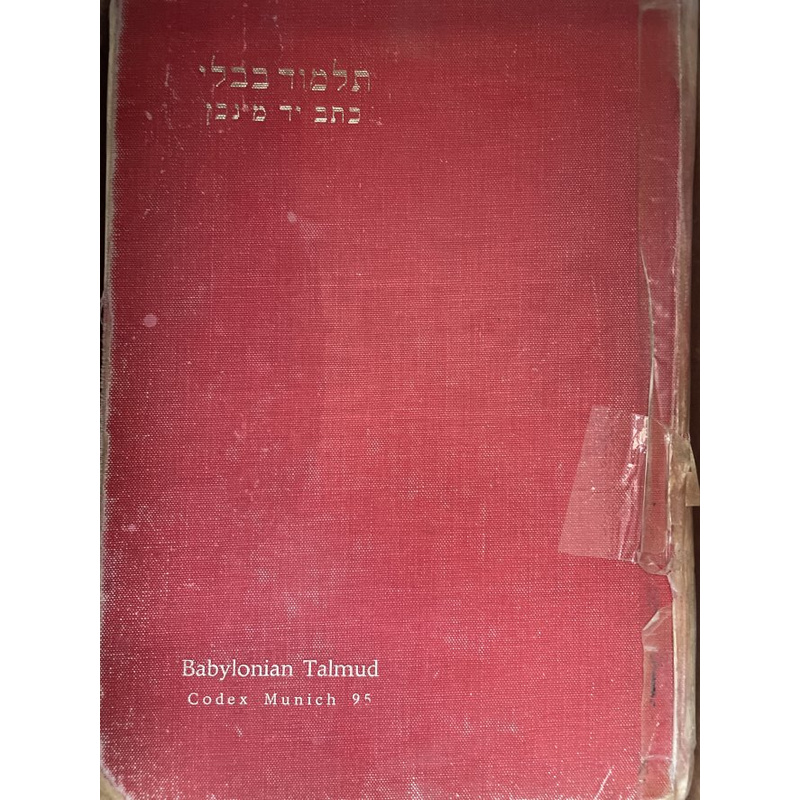 תלמוד בבלי
כתב יד מינכן
Babylonian Talmud
Codex Munich 95